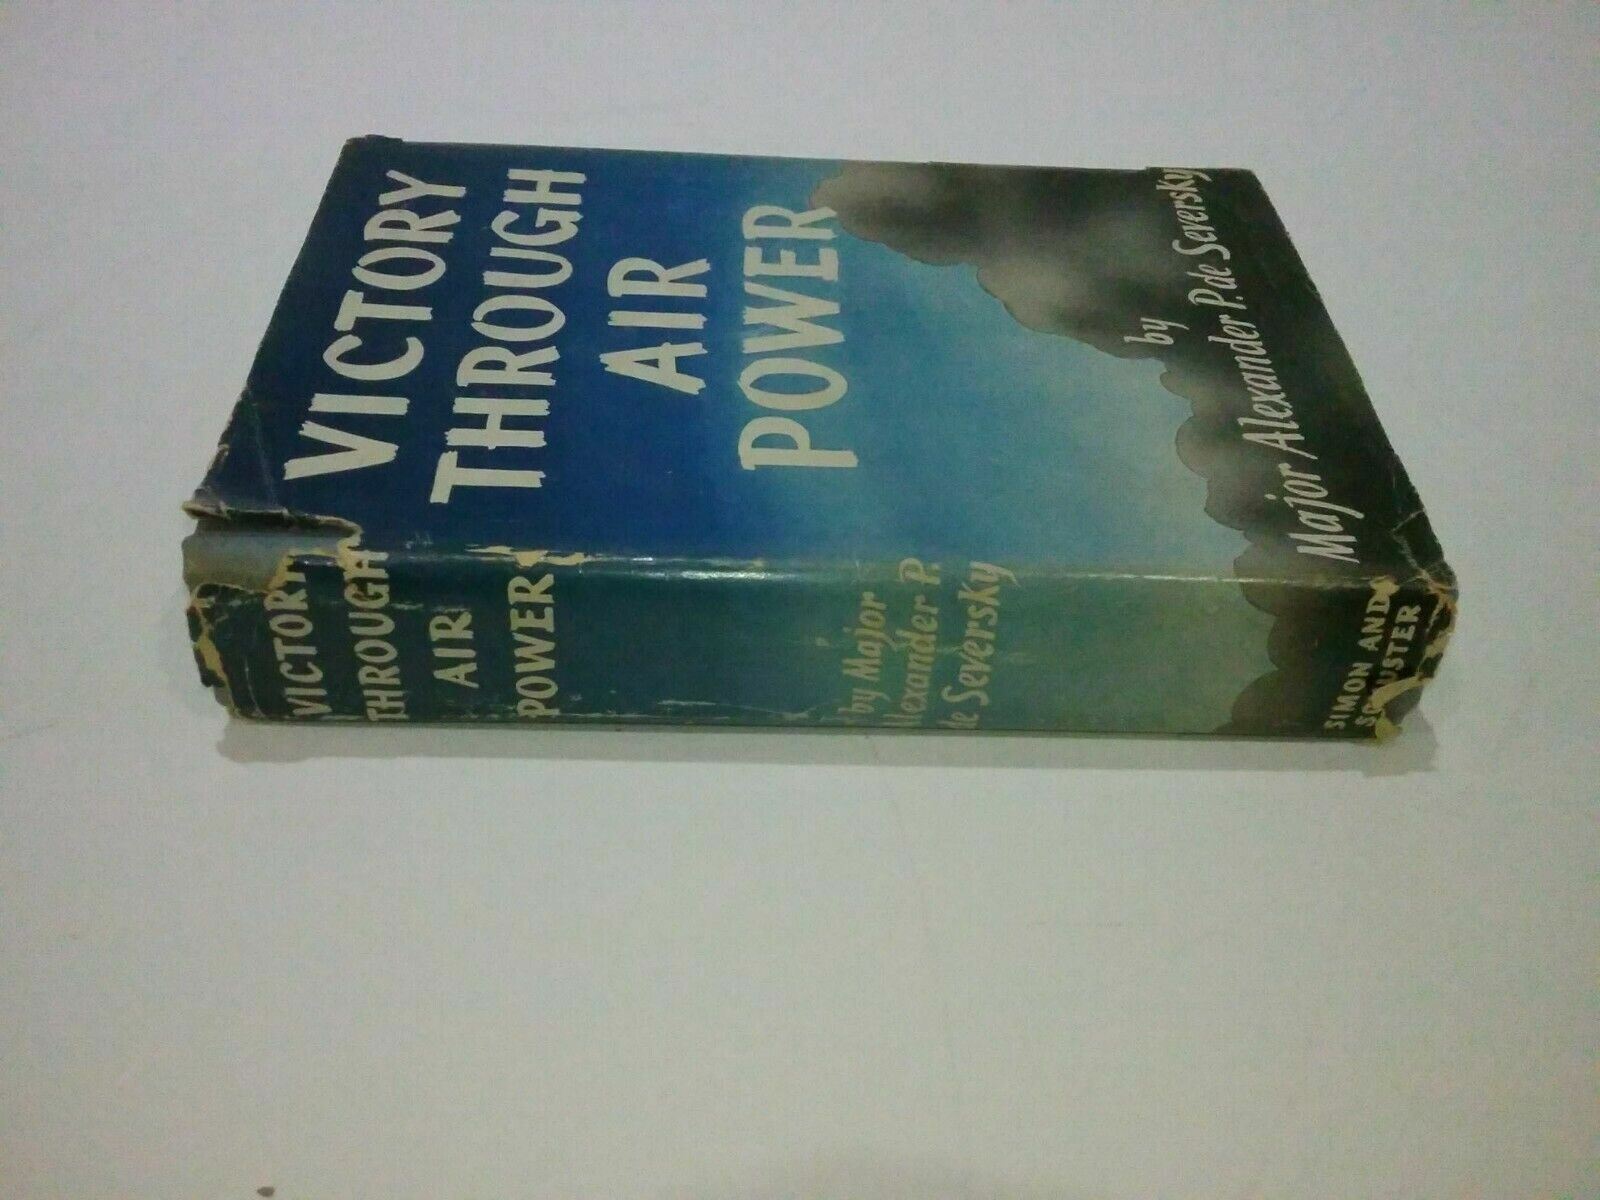 VICTORY
THROUGH
AIR
POWER
by
Major Alexander P. de Seversky
VICTORY
THROUGH
AIR
POWER
by Major
Alexander P.
de Seversky
SIMON AND
SCHUSTER